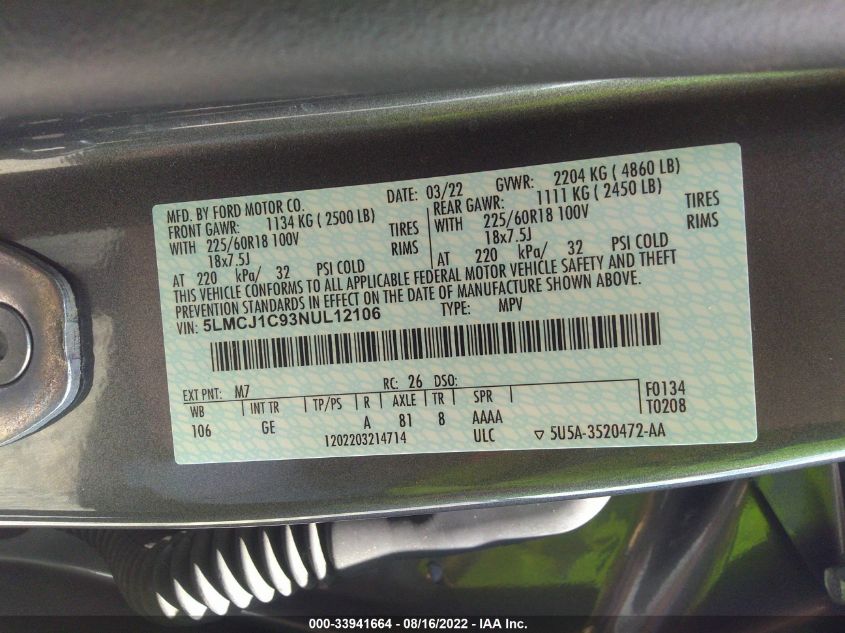 MFD. BY FORD MOTOR CO. DATE: 03/22 GVWR: 2204 KG ( 4860 LB)
FRONT GAWR: 1134 KG ( 2500 LB) REAR GAWR: 1111 KG ( 2450 LB)
WITH 225/60R18 100V TIRES WITH 225/60R18 100V TIRES
18x7.5J RIMS 18x7.5J RIMS
AT 220 kPa/ 32 PSI COLD AT 220 kPa/ 32 PSI COLD
THIS VEHICLE CONFORMS TO ALL APPLICABLE FEDERAL MOTOR VEHICLE SAFETY AND THEFT
PREVENTION STANDARDS IN EFFECT ON THE DATE OF MANUFACTURE SHOWN ABOVE.
VIN: 5LMCJ1C93NUL12106 TYPE: MPV
EXT PNT: M7 RC: 26 DSO:
WB INT TR TP/PS R AXLE TR SPR F0134
106 GE A 81 8 AAAA T0208
1202203214714 ULC ▽ 5U5A-3520472-AA
000-33941664 - 08/16/2022 - IAA Inc.